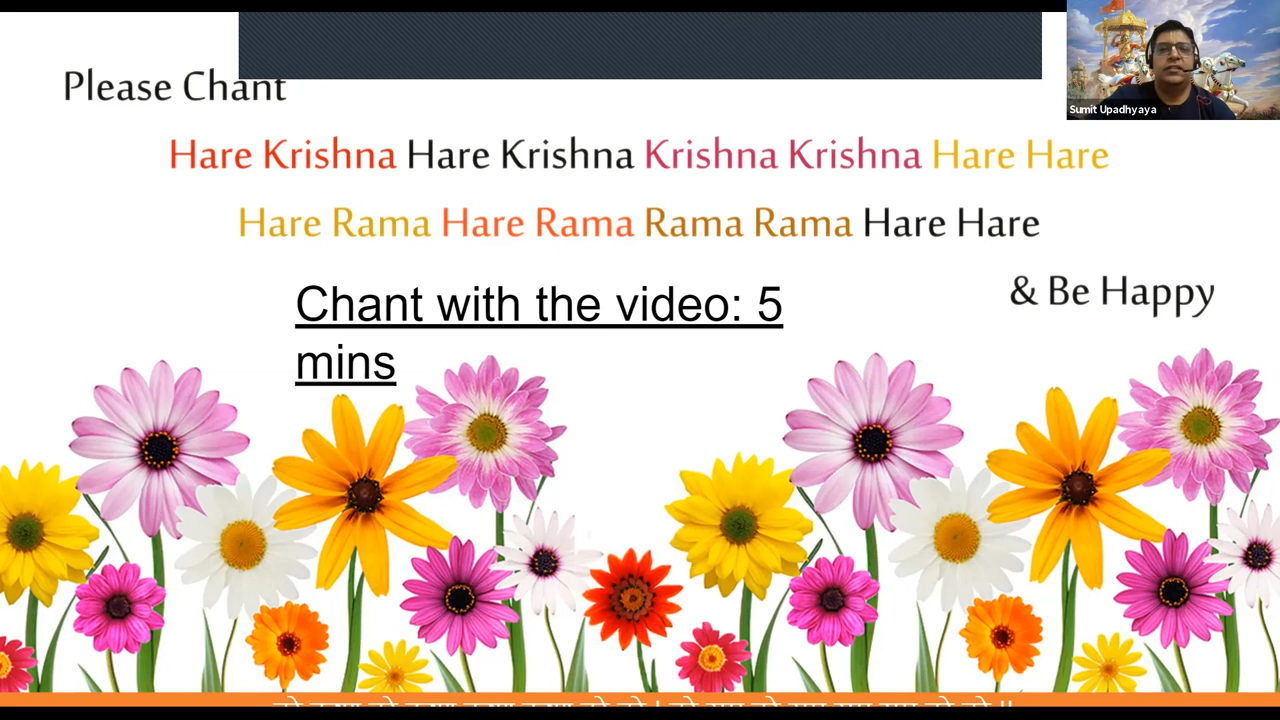 Please Chant
Sumit Upadhyaya
Hare Krishna Hare Krishna Krishna Krishna Hare Hare
Hare Rama Hare Rama Rama Rama Hare Hare
& Be Happy
Chant with the video: 5
mins